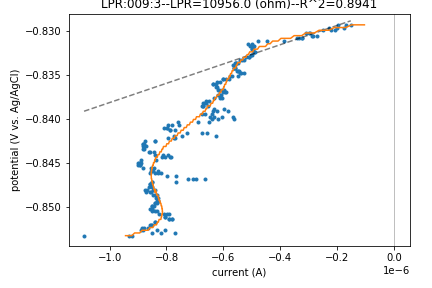 LPR:009:3--LPR=10956.0 (ohm)--R^2=0.8941
potential (V vs. Ag/AgCl)
−0.830
−0.835
−0.840
−0.845
−0.850
−1.0 −0.8 −0.6 −0.4 −0.2 0.0
1e−6
current (A)